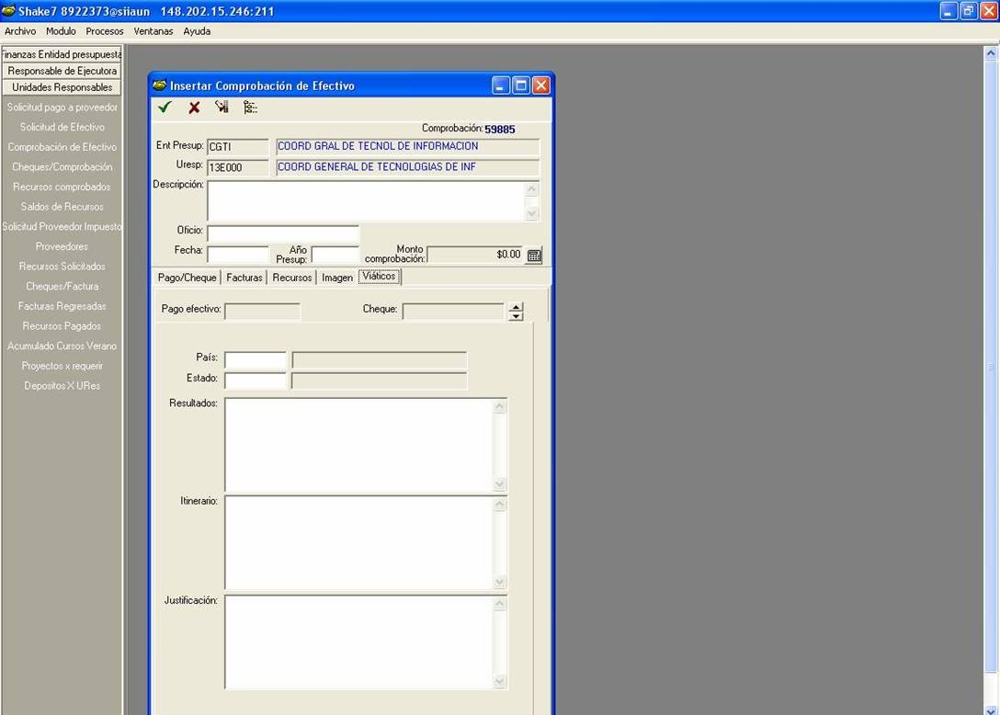 Shake7 8922373@siiaun 148.202.15.246:211
Archivo Modulo Procesos Ventanas Ayuda
Finanzas Entidad presupuesta
Responsable de Ejecutora
Unidades Responsables
Solicitud pago a proveedor
Solicitud de Efectivo
Comprobación de Efectivo
Cheques/Comprobación
Recursos comprobados
Saldos de Recursos
Solicitud Proveedor Impuesto
Proveedores
Recursos Solicitados
Cheques/Factura
Facturas Regresadas
Recursos Pagados
Acumulado Cursos Verano
Proyectos x requerir
Depositos X URes
Insertar Comprobación de Efectivo
Comprobación: 59885
Ent Presup: CGTI COORD GRAL DE TECNOL DE INFORMACION
Uresp: 13E000 COORD GENERAL DE TECNOLOGIAS DE INF
Descripción:
Oficio:
Fecha: Año Presup: Monto comprobación: $0.00
Pago/Cheque Facturas Recursos Imagen Viáticos
Pago efectivo: Cheque:
País:
Estado:
Resultados:
Itinerario:
Justificación: